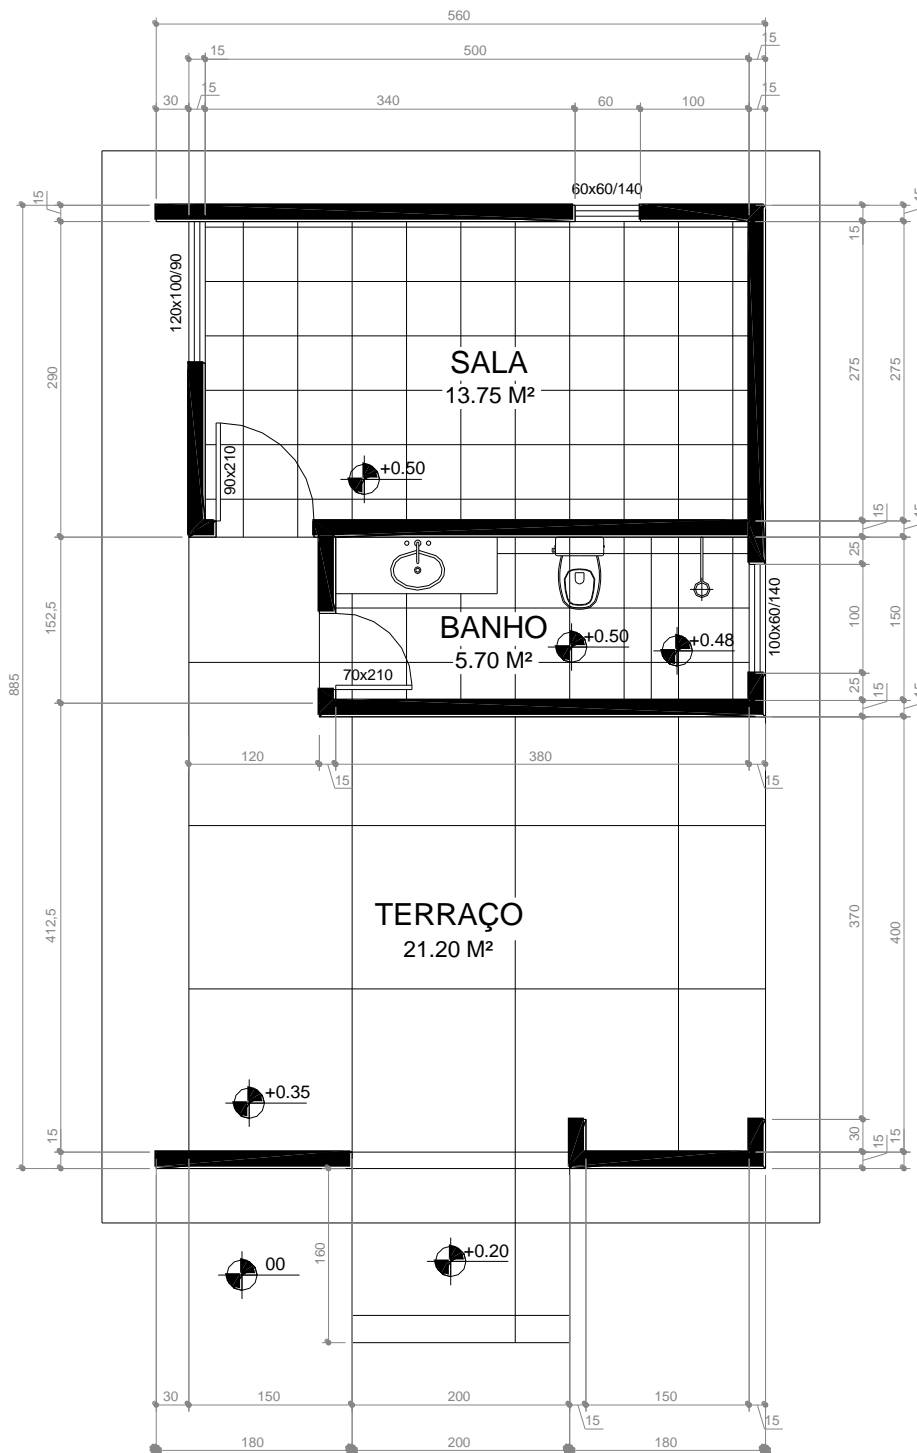 560
15 500 15
30 15 340 60 100 15
60x60/140
15 15 15
120x100/90
SALA
13.75 M²
290 275 275
90x210
+0.50
15 15
25
152,5
BANHO
5.70 M²
+0.50 +0.48
100x60/140
100 150
70x210
885
25 15 15
120 15 380 15
TERRAÇO
21.20 M²
412,5 370 400
+0.35
15 30 15 15
160
00 +0.20
30 150 200 15 150 15
180 200 180